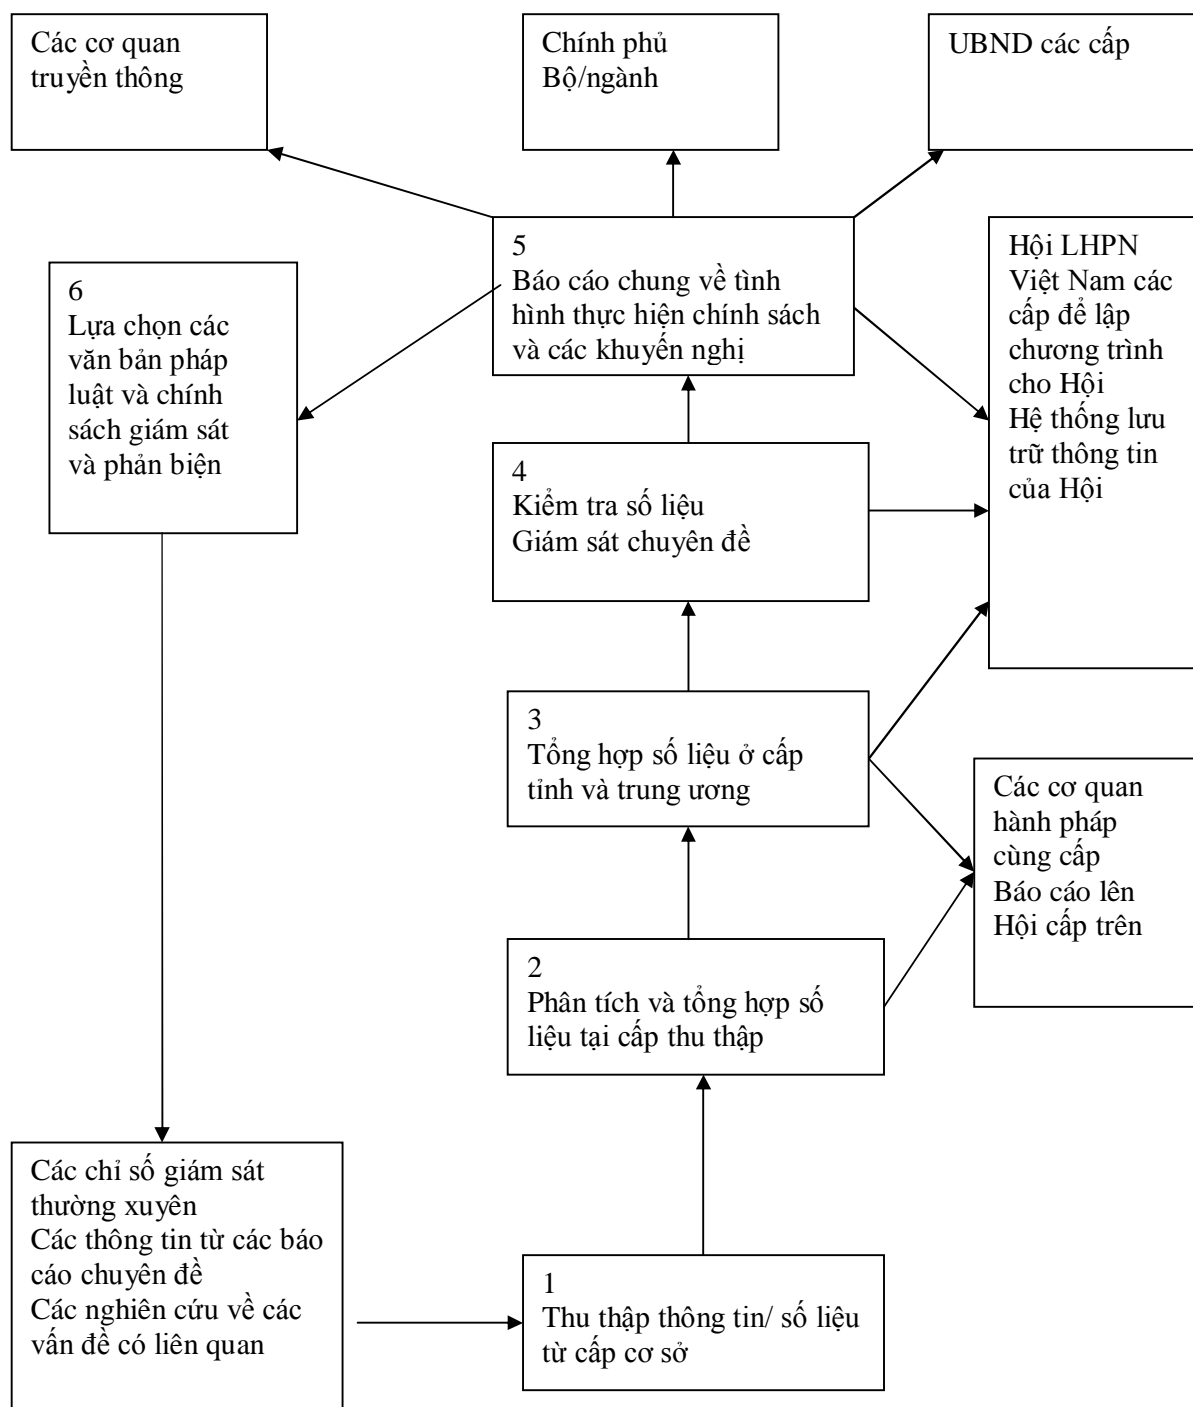 Các cơ quan
truyền thông
Chính phủ
Bộ/ngành
UBND các cấp
5
Báo cáo chung về tình
hình thực hiện chính sách
và các khuyến nghị
Hội LHPN
Việt Nam các
cấp để lập
chương trình
cho Hội
Hệ thống lưu
trữ thông tin
của Hội
6
Lựa chọn các
văn bản pháp
luật và chính
sách giám sát
và phản biện
4
Kiểm tra số liệu
Giám sát chuyên đề
3
Tổng hợp số liệu ở cấp
tỉnh và trung ương
Các cơ quan
hành pháp
cùng cấp
Báo cáo lên
Hội cấp trên
2
Phân tích và tổng hợp số
liệu tại cấp thu thập
Các chỉ số giám sát
thường xuyên
Các thông tin từ các báo
cáo chuyên đề
Các nghiên cứu về các
vấn đề có liên quan
1
Thu thập thông tin/ số liệu
từ cấp cơ sở